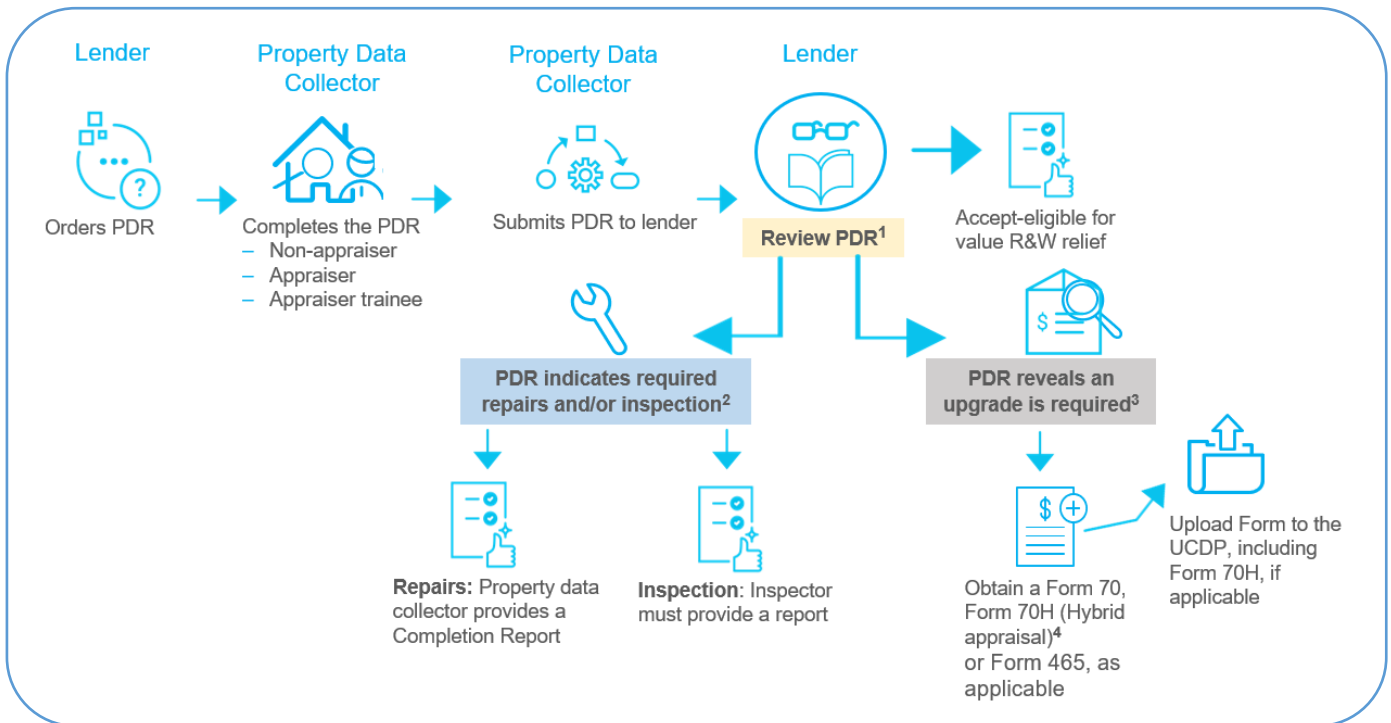 Lender
Property Data
Collector
Property Data
Collector
Lender
?
Orders PDR
Completes the PDR
– Non-appraiser
– Appraiser
– Appraiser trainee
Submits PDR to lender
Review PDR¹
Accept-eligible for
value R&W relief
PDR indicates required
repairs and/or inspection²
$
PDR reveals an
upgrade is required³
Repairs: Property data
collector provides a
Completion Report
Inspection: Inspector
must provide a report
$
Obtain a Form 70,
Form 70H (Hybrid
appraisal)⁴
or Form 465, as
applicable
Upload Form to the
UCDP, including
Form 70H, if
applicable